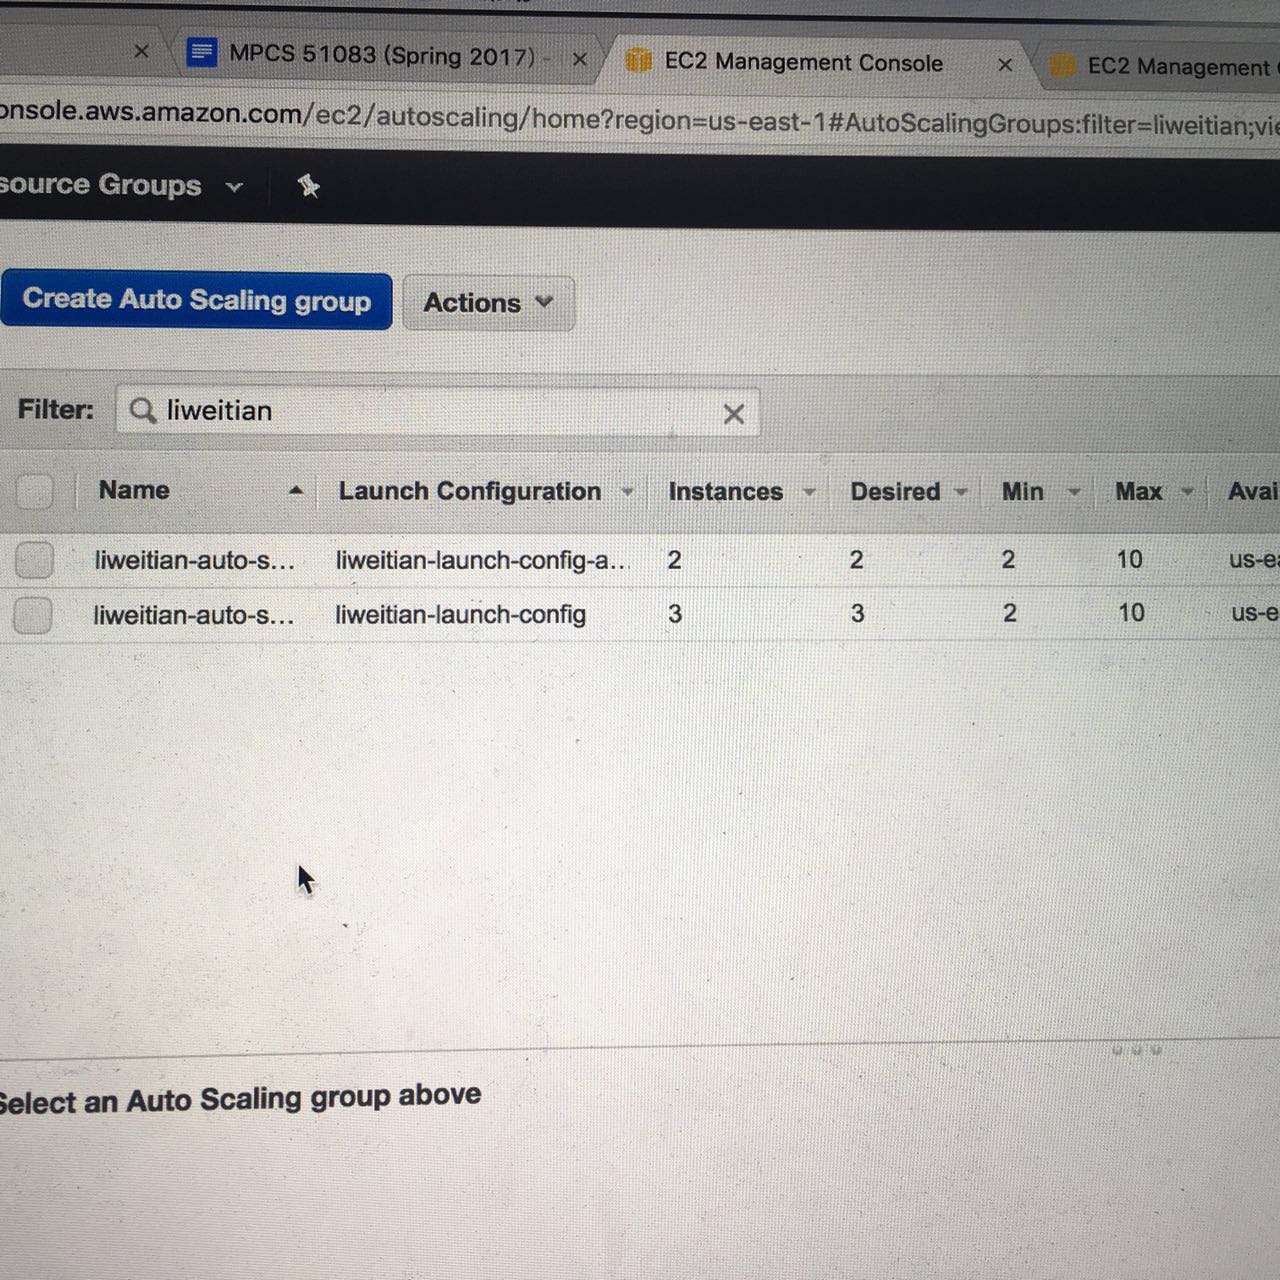 MPCS 51083 (Spring 2017) -
EC2 Management Console
EC2 Management
onsole.aws.amazon.com/ec2/autoscaling/home?region=us-east-1#AutoScalingGroups:filter=liweitian;vie
source Groups
Create Auto Scaling group
Actions
Filter: liweitian
Name Launch Configuration Instances Desired Min Max Avai
liweitian-auto-s... liweitian-launch-config-a... 2 2 2 10 us-ea
liweitian-auto-s... liweitian-launch-config 3 3 2 10 us-e
Select an Auto Scaling group above